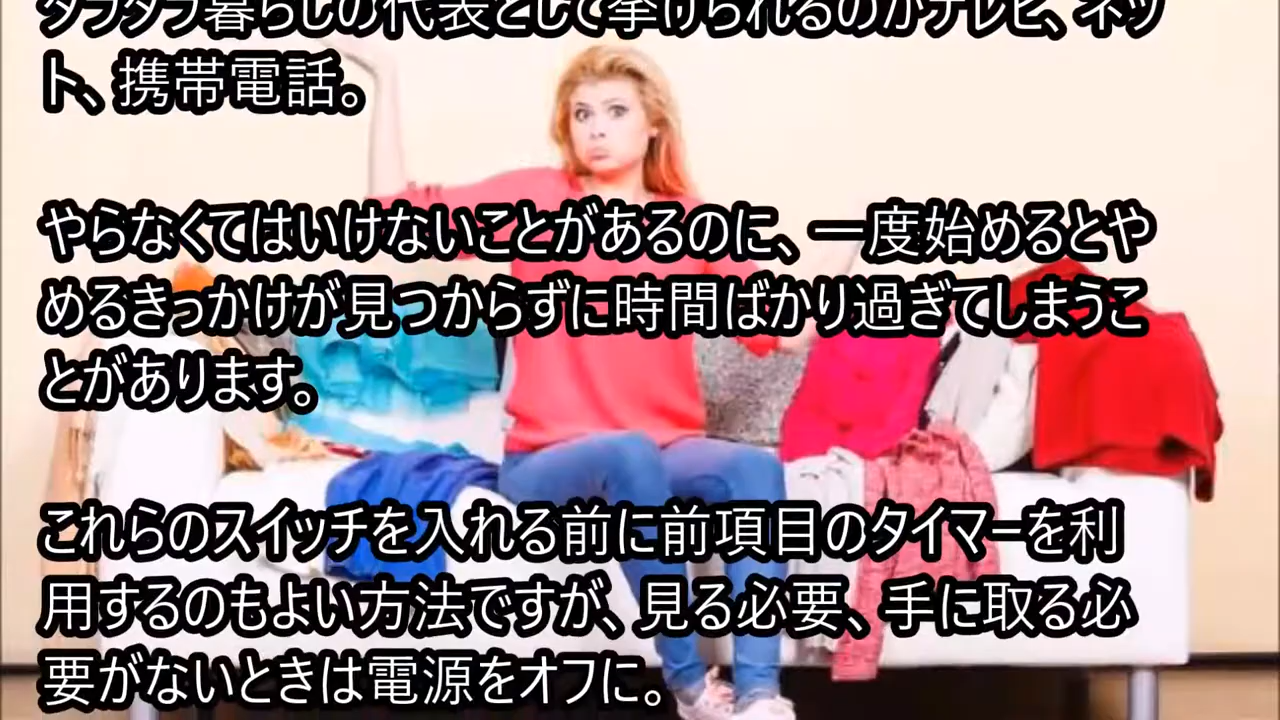 ダラダラ暮らしの代表として挙げられるのがテレビ、ネッ
ト、携帯電話。
やらなくてはいけないことがあるのに、一度始めるとや
めるきっかけが見つからずに時間ばかり過ぎてしまうこ
とがあります。
これらのスイッチを入れる前に前項目のタイマーを利
用するのもよい方法ですが、見る必要、手に取る必
要がないときは電源をオフに。